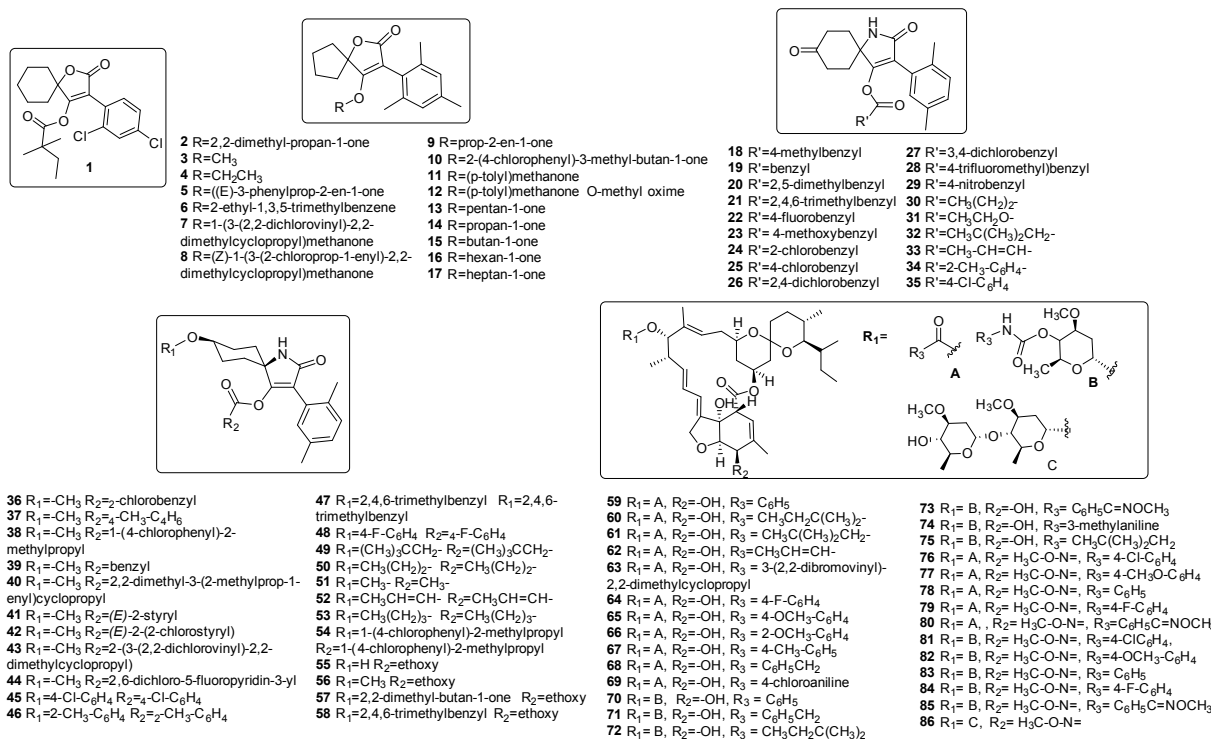 O
O
O
O
Cl
Cl
1
O
O
O
R
2 R=2,2-dimethyl-propan-1-one
3 R=CH3
4 R=CH2CH3
5 R=((E)-3-phenylprop-2-en-1-one
6 R=2-ethyl-1,3,5-trimethylbenzene
7 R=1-(3-(2,2-dichlorovinyl)-2,2-
dimethylcyclopropyl)methanone
8 R=(Z)-1-(3-(2-chloroprop-1-enyl)-2,2-
dimethylcyclopropyl)methanone
9 R=prop-2-en-1-one
10 R=2-(4-chlorophenyl)-3-methyl-butan-1-one
11 R=(p-tolyl)methanone
12 R=(p-tolyl)methanone O-methyl oxime
13 R=pentan-1-one
14 R=propan-1-one
15 R=butan-1-one
16 R=hexan-1-one
17 R=heptan-1-one
O
H
N
O
O
O
R'
18 R'=4-methylbenzyl
19 R'=benzyl
20 R'=2,5-dimethylbenzyl
21 R'=2,4,6-trimethylbenzyl
22 R'=4-fluorobenzyl
23 R'= 4-methoxybenzyl
24 R'=2-chlorobenzyl
25 R'=4-chlorobenzyl
26 R'=2,4-dichlorobenzyl
27 R'=3,4-dichlorobenzyl
28 R'=4-trifluoromethyl)benzyl
29 R'=4-nitrobenzyl
30 R'=CH3(CH2)2-
31 R'=CH3CH2O-
32 R'=CH3C(CH3)2CH2-
33 R'=CH3-CH=CH-
34 R'=2-CH3-C6H4-
35 R'=4-Cl-C6H4
R1
O
H
N
O
O
O
R2
36 R1=-CH3 R2=2-chlorobenzyl
37 R1=-CH3 R2=4-CH3-C4H6
38 R1=-CH3 R2=1-(4-chlorophenyl)-2-
methylpropyl
39 R1=-CH3 R2=benzyl
40 R1=-CH3 R2=2,2-dimethyl-3-(2-methylprop-1-
enyl)cyclopropyl
41 R1=-CH3 R2=(E)-2-styryl
42 R1=-CH3 R2=(E)-2-(2-chlorostyryl)
43 R1=-CH3 R2=2-(3-(2,2-dichlorovinyl)-2,2-
dimethylcyclopropyl)
44 R1=-CH3 R2=2,6-dichloro-5-fluoropyridin-3-yl
45 R1=4-Cl-C6H4 R2=4-Cl-C6H4
46 R1=2-CH3-C6H4 R2=2-CH3-C6H4
47 R1=2,4,6-trimethylbenzyl R1=2,4,6-
trimethylbenzyl
48 R1=4-F-C6H4 R2=4-F-C6H4
49 R1=(CH3)3CCH2- R2=(CH3)3CCH2-
50 R1=CH3(CH2)2- R2=CH3(CH2)2-
51 R1=CH3- R2=CH3-
52 R1=CH3CH=CH- R2=CH3CH=CH-
53 R1=CH3(CH2)3- R2=CH3(CH2)3-
54 R1=1-(4-chlorophenyl)-2-methylpropyl
R2=1-(4-chlorophenyl)-2-methylpropyl
55 R1=H R2=ethoxy
56 R1=CH3 R2=ethoxy
57 R1=2,2-dimethyl-butan-1-one R2=ethoxy
58 R1=2,4,6-trimethylbenzyl R2=ethoxy
R1
O
H
O
O
O
O
H
OH
H
O
H
R2
R1=
O
R3
A
R3
H
N
O
O
H3CO
H3C
O
B
H3CO
HO
O
O
H3CO
O
C
59 R1= A, R2=-OH, R3= C6H5
60 R1= A, R2=-OH, R3 = CH3CH2C(CH3)2-
61 R1= A, R2=-OH, R3 = CH3C(CH3)2CH2-
62 R1= A, R2=-OH, R3 =CH3CH=CH-
63 R1= A, R2=-OH, R3 = 3-(2,2-dibromovinyl)-
2,2-dimethylcyclopropyl
64 R1= A, R2=-OH, R3 = 4-F-C6H4
65 R1= A, R2=-OH, R3 = 4-OCH3-C6H4
66 R1= A, R2=-OH, R3 = 2-OCH3-C6H4
67 R1= A, R2=-OH, R3 = 4-CH3-C6H5
68 R1= A, R2=-OH, R3 = C6H5CH2
69 R1= A, R2=-OH, R3 = 4-chloroaniline
70 R1= B, R2=-OH, R3 = C6H5
71 R1= B, R2=-OH, R3 = C6H5CH2
72 R1= B, R2=-OH, R3= CH3CH2C(CH3)2
73 R1= B, R2=-OH, R3= C6H5C=NOCH3
74 R1= B, R2=-OH, R3=3-methylaniline
75 R1= B, R2=-OH, R3= CH3C(CH3)2CH2
76 R1= A, R2= H3C-O-N=, R3= 4-Cl-C6H4
77 R1= A, R2= H3C-O-N=, R3= 4-CH3O-C6H4
78 R1= A, R2= H3C-O-N=, R3= C6H5
79 R1= A, R2= H3C-O-N=, R3=4-F-C6H4
80 R1= A, , R2= H3C-O-N=, R3=C6H5C=NOCH3
81 R1= B, R2= H3C-O-N=, R3=4-ClC6H4,
82 R1= B, R2= H3C-O-N=, R3=4-OCH3-C6H4
83 R1= B, R2= H3C-O-N=, R3= C6H5
84 R1= B, R2= H3C-O-N=, R3= 4-F-C6H4
85 R1= B, R2= H3C-O-N=, R3= C6H5C=NOCH3
86 R1= C, R2= H3C-O-N=